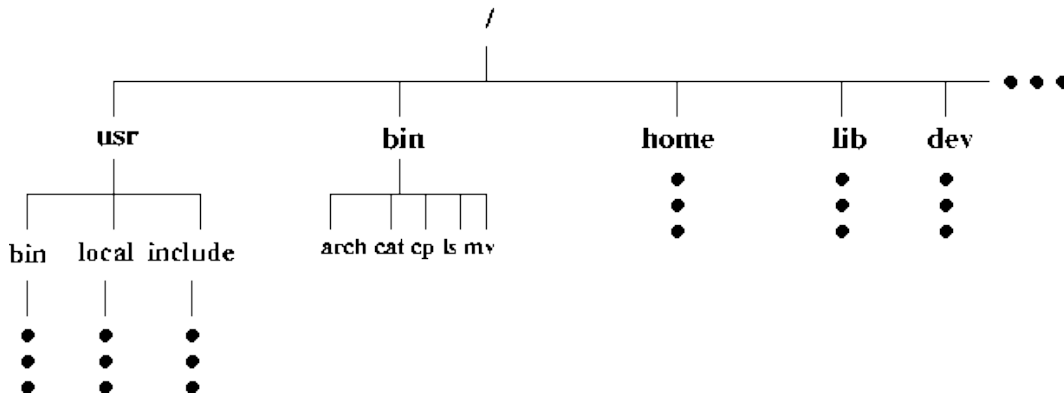 /
usr bin home lib dev
bin local include arch cat cp ls mv